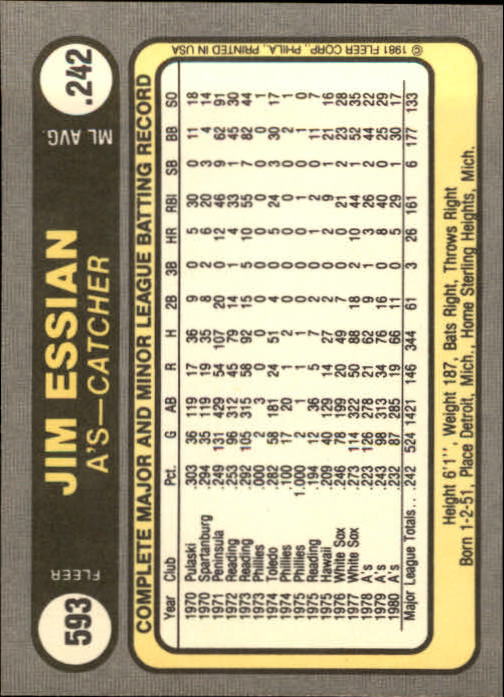 593
FLEER
JIM ESSIAN
A'S—CATCHER
ML AVG.
.242
COMPLETE MAJOR AND MINOR LEAGUE BATTING RECORD
Year Club Pct. G AB R H 2B 3B HR RBI SB BB SO
1970 Pulaski .303 36 119 17 36 9 0 5 30 0 11 18
1970 Spartanburg .294 35 119 19 35 8 2 6 20 3 4 14
1971 Peninsula .249 131 429 54 107 20 2 12 46 9 62 91
1972 Reading .253 96 312 45 79 14 0 4 33 1 45 30
1973 Reading .292 105 315 58 92 15 0 10 55 4 82 44
1973 Phillies .000 2 3 0 0 0 0 0 0 0 0 1
1974 Toledo .282 58 181 24 51 4 0 5 24 0 30 17
1974 Phillies .100 17 20 1 2 0 0 0 0 0 2 1
1975 Phillies 1.000 2 1 1 1 0 0 0 1 0 1 0
1975 Reading .194 12 36 5 7 0 0 1 2 0 11 7
1975 Hawaii .209 40 129 14 27 2 1 2 9 0 21 16
1976 White Sox .246 78 199 20 49 7 0 0 21 2 23 28
1977 White Sox .273 114 322 50 88 18 2 10 44 1 52 35
1978 A's .223 126 278 21 62 9 1 3 26 2 44 22
1979 A's .243 98 313 34 76 16 0 8 40 0 25 29
1980 A's .232 87 285 19 66 11 0 5 29 1 30 17
Major League Totals... .242 524 1421 146 344 61 3 26 161 6 177 133
Height 6'1", Weight 187, Bats Right, Throws Right
Born 1-2-51, Place Detroit, Mich., Home Sterling Heights, Mich.
© 1981 FLEER CORP., PHILA., PRINTED IN USA